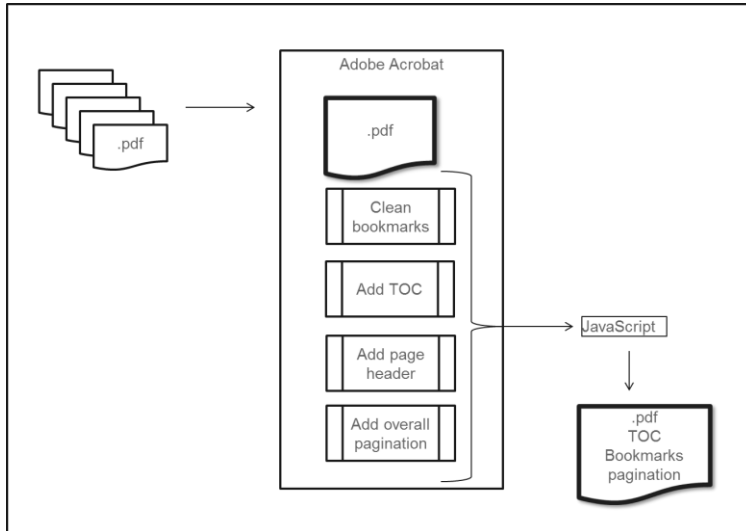 .pdf
Adobe Acrobat
.pdf
Clean
bookmarks
Add TOC
Add page
header
Add overall
pagination
JavaScript
.pdf
TOC
Bookmarks
pagination